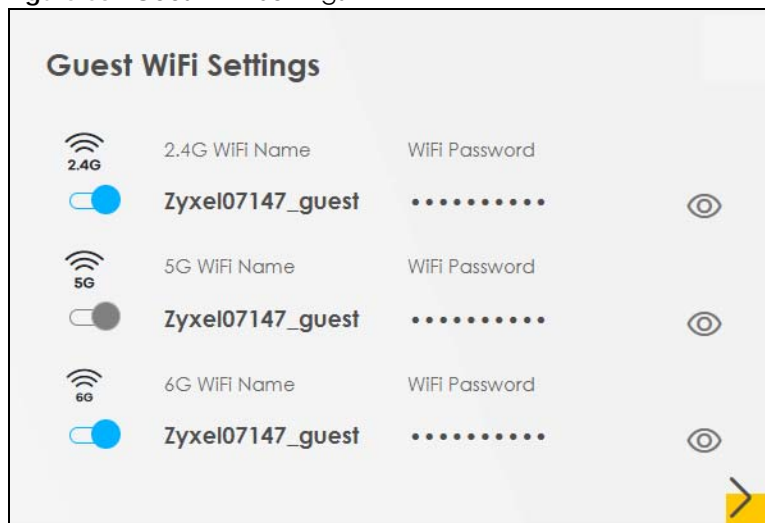 Guest WiFi Settings
2.4G 2.4G WiFi Name WiFi Password
Zyxel07147_guest ••••••••••
5G 5G WiFi Name WiFi Password
Zyxel07147_guest ••••••••••
6G 6G WiFi Name WiFi Password
Zyxel07147_guest ••••••••••